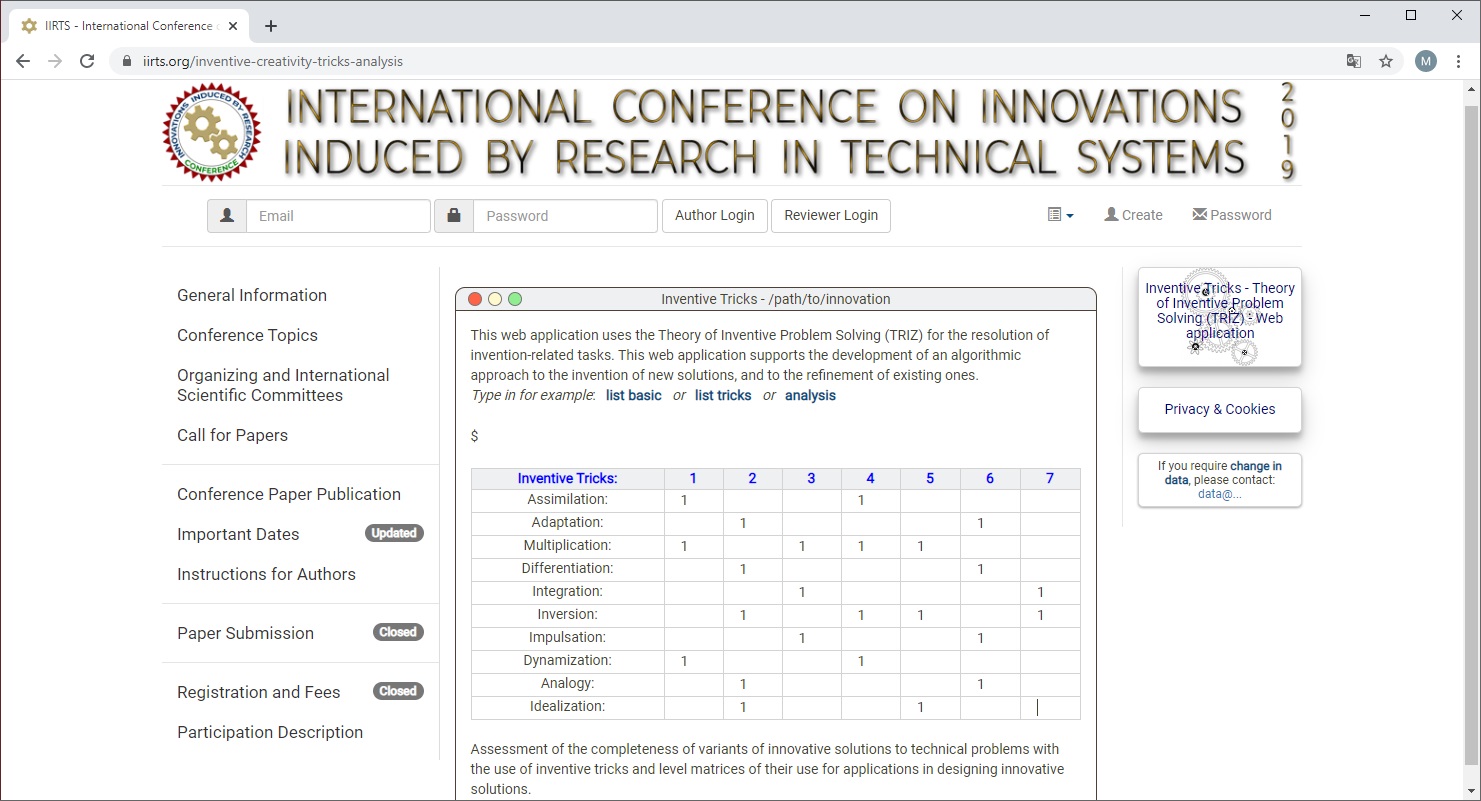 IIRTS - International Conference
iirts.org/inventive-creativity-tricks-analysis
M
INNOVATIONS INDUCED BY RESEARCH
CONFERENCE
INTERNATIONAL CONFERENCE ON INNOVATIONS
INDUCED BY RESEARCH IN TECHNICAL SYSTEMS
2019
Email
Password
Author Login
Reviewer Login
Create
Password
General Information
Conference Topics
Organizing and International
Scientific Committees
Call for Papers
Conference Paper Publication
Important Dates Updated
Instructions for Authors
Paper Submission Closed
Registration and Fees Closed
Participation Description
Inventive Tricks - /path/to/innovation
This web application uses the Theory of Inventive Problem Solving (TRIZ) for the resolution of
invention-related tasks. This web application supports the development of an algorithmic
approach to the invention of new solutions, and to the refinement of existing ones.
Type in for example: list basic or list tricks or analysis
$
Inventive Tricks: 1 2 3 4 5 6 7
Assimilation: 1 1
Adaptation: 1 1
Multiplication: 1 1 1 1
Differentiation: 1 1
Integration: 1 1
Inversion: 1 1 1 1
Impulsation: 1 1
Dynamization: 1 1
Analogy: 1 1
Idealization: 1 1
Assessment of the completeness of variants of innovative solutions to technical problems with
the use of inventive tricks and level matrices of their use for applications in designing innovative
solutions.
Inventive Tricks - Theory
of Inventive Problem
Solving (TRIZ) - Web
application
Privacy & Cookies
If you require change in
data, please contact:
data@...